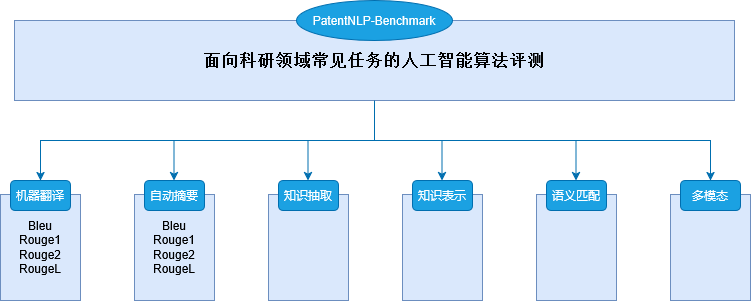 PatentNLP-Benchmark
面向科研领域常见任务的人工智能算法评测
机器翻译
Bleu
Rouge1
Rouge2
RougeL
自动摘要
Bleu
Rouge1
Rouge2
RougeL
知识抽取
知识表示
语义匹配
多模态